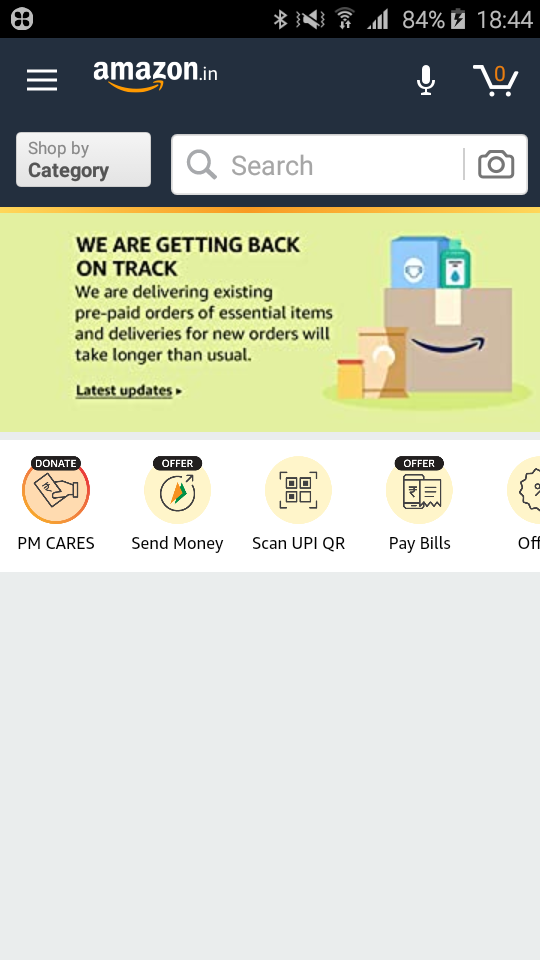 84% 18:44
amazon.in
0
Shop by
Category
Search
WE ARE GETTING BACK
ON TRACK
We are delivering existing
pre-paid orders of essential items
and deliveries for new orders will
take longer than usual.
Latest updates
DONATE OFFER OFFER
PM CARES Send Money Scan UPI QR Pay Bills Off